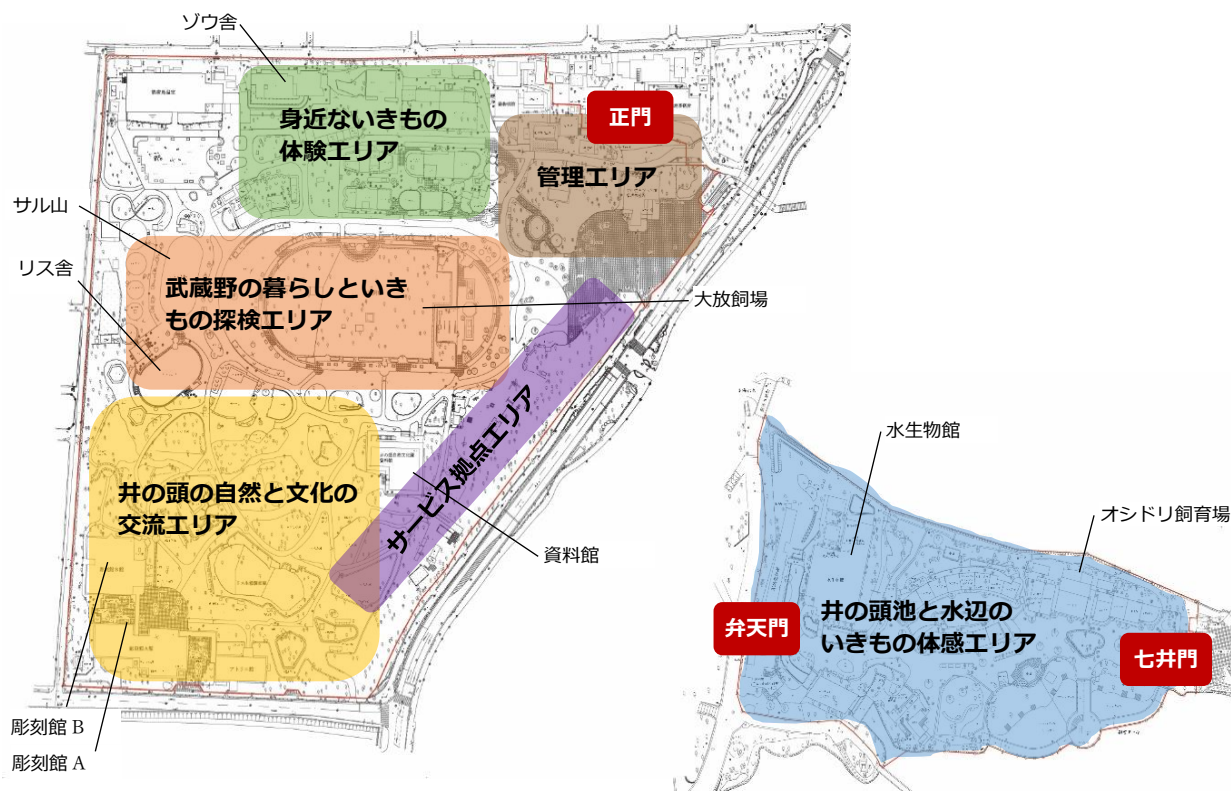 ゾウ舎
身近ないきもの
体験エリア
正門
管理エリア
サル山
リス舎
武蔵野の暮らしといき
もの探検エリア
大放飼場
サービス拠点エリア
井の頭の自然と文化の
交流エリア
資料館
彫刻館 B
彫刻館 A
水生物館
オシドリ飼育場
弁天門
井の頭池と水辺の
いきもの体感エリア
七井門